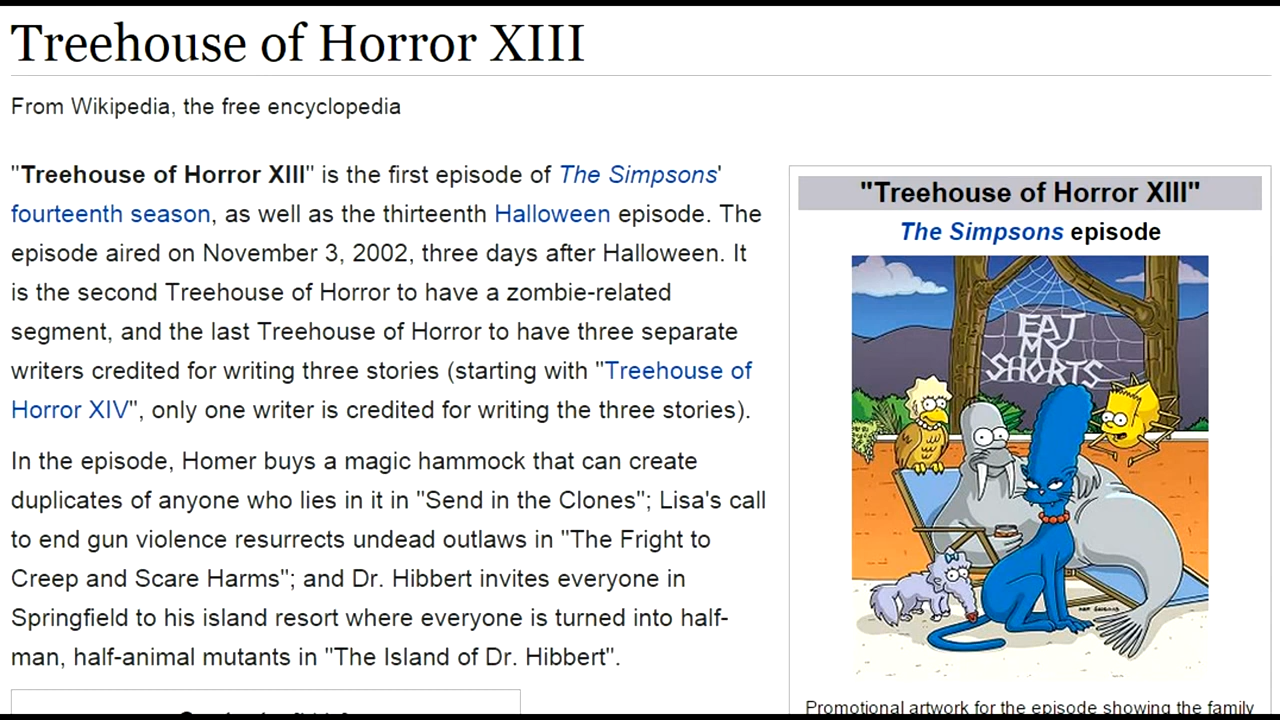 Treehouse of Horror XIII
From Wikipedia, the free encyclopedia
"Treehouse of Horror XIII" is the first episode of The Simpsons'
fourteenth season, as well as the thirteenth Halloween episode. The
episode aired on November 3, 2002, three days after Halloween. It
is the second Treehouse of Horror to have a zombie-related
segment, and the last Treehouse of Horror to have three separate
writers credited for writing three stories (starting with "Treehouse of
Horror XIV", only one writer is credited for writing the three stories).
In the episode, Homer buys a magic hammock that can create
duplicates of anyone who lies in it in "Send in the Clones"; Lisa's call
to end gun violence resurrects undead outlaws in "The Fright to
Creep and Scare Harms"; and Dr. Hibbert invites everyone in
Springfield to his island resort where everyone is turned into half-
man, half-animal mutants in "The Island of Dr. Hibbert".
"Treehouse of Horror XIII"
The Simpsons episode
EAT
MY
SHORTS
Promotional artwork for the episode showing the family